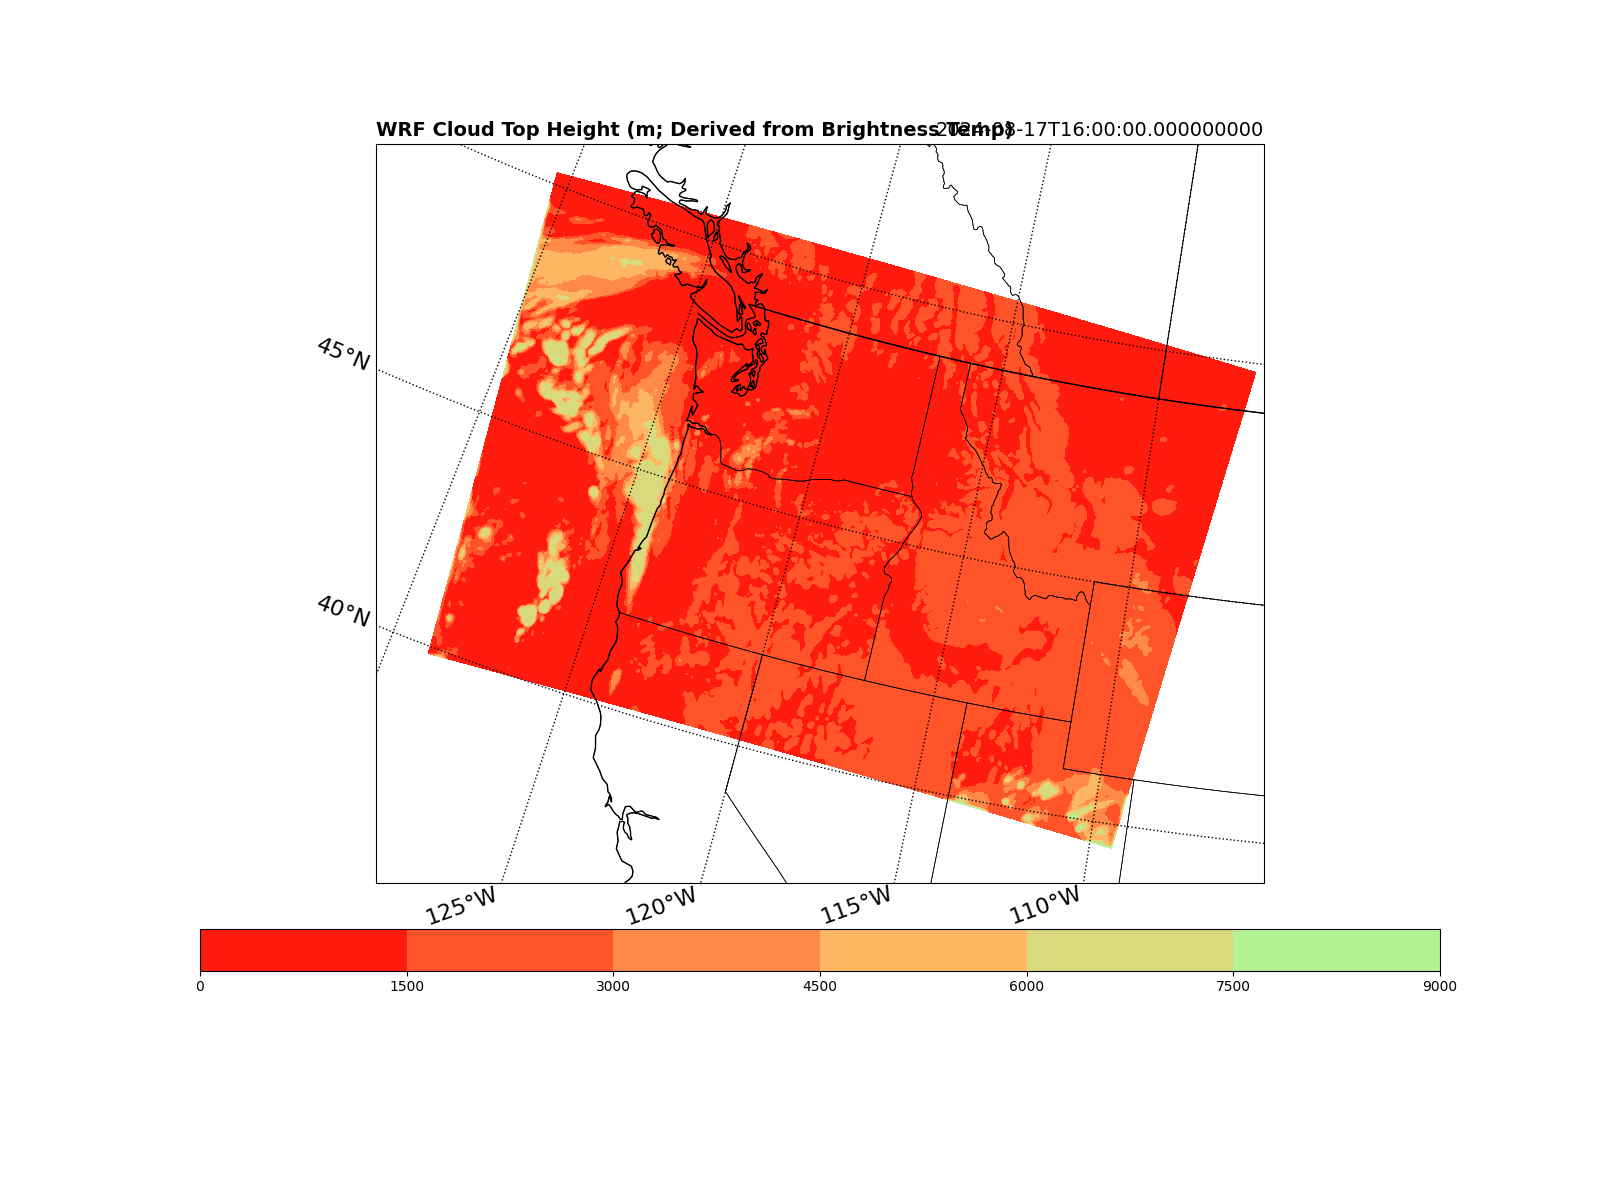 WRF Cloud Top Height (m; Derived from Brightness Temp) 2024-08-17T16:00:00.000000000
45°N
40°N
125°W 120°W 115°W 110°W
0 1500 3000 4500 6000 7500 9000